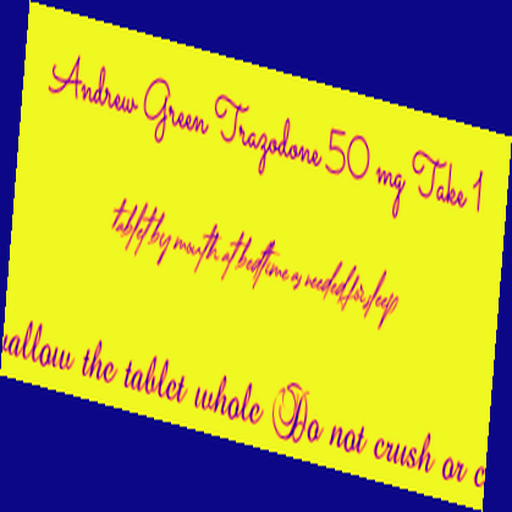 Andrew Green Trazodone 50 mg Take 1
tablet by mouth at bedtime as needed for sleep
the tablet whole Do not crush or